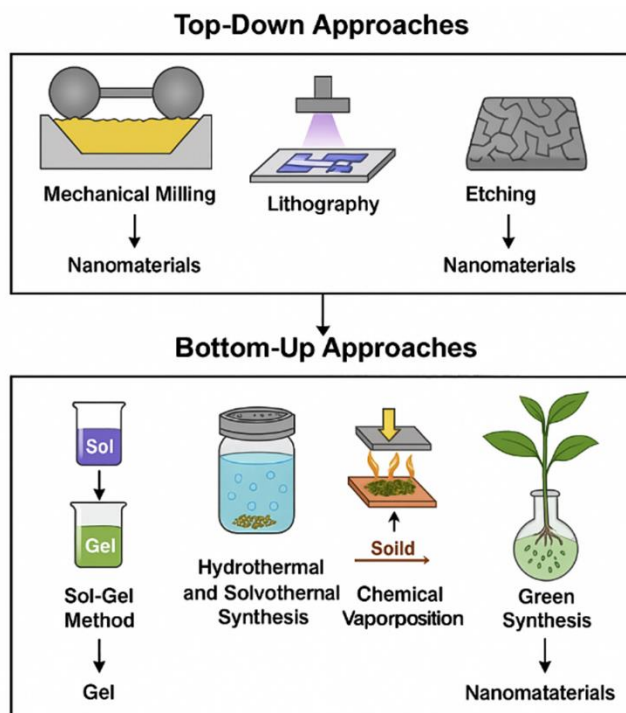 Top-Down Approaches
Mechanical Milling
Nanomaterials
Lithography
Etching
Nanomaterials
Bottom-Up Approaches
Sol
Gel
Sol-Gel
Method
Gel
Hydrothermal
and Solvothernal
Synthesis
Soild
Chemical
Vaporposition
Green
Synthesis
Nanomataterials